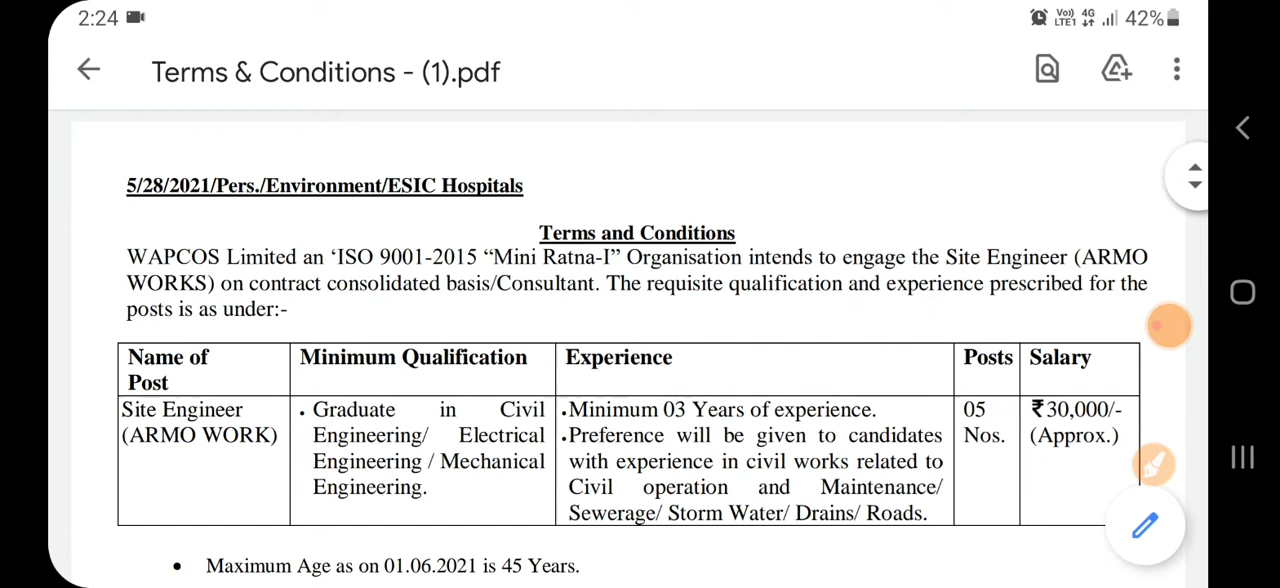 2:24
Vo)) 4G
LTE1 42%
Terms & Conditions - (1).pdf
5/28/2021/Pers./Environment/ESIC Hospitals
Terms and Conditions
WAPCOS Limited an ‘ISO 9001-2015 “Mini Ratna-I” Organisation intends to engage the Site Engineer (ARMO
WORKS) on contract consolidated basis/Consultant. The requisite qualification and experience prescribed for the
posts is as under:-
Name of
Post
Minimum Qualification
Experience
Posts
Salary
Site Engineer
(ARMO WORK)
• Graduate in Civil
Engineering/ Electrical
Engineering / Mechanical
Engineering.
• Minimum 03 Years of experience.
• Preference will be given to candidates
with experience in civil works related to
Civil operation and Maintenance/
Sewerage/ Storm Water/ Drains/ Roads.
05
Nos.
₹30,000/-
(Approx.)
• Maximum Age as on 01.06.2021 is 45 Years.